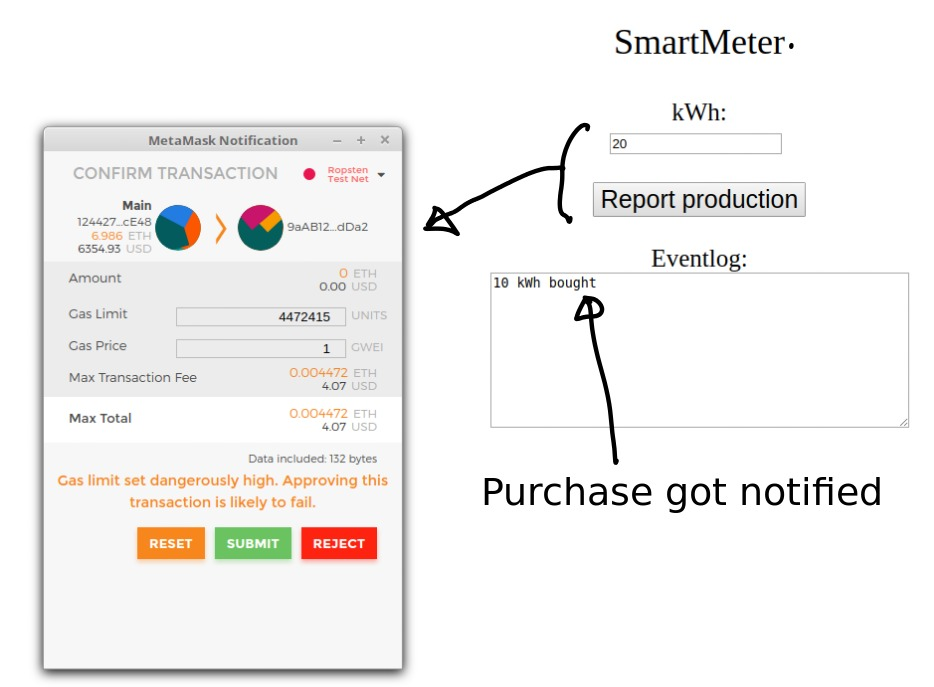 SmartMeter.
kWh:
20
Report production
Eventlog:
10 kWh bought
Purchase got notified
MetaMask Notification
CONFIRM TRANSACTION
Ropsten
Test Net
Main
124427...cE48
6.986 ETH
6354.93 USD
9aAB12...dDa2
Amount
0 ETH
0.00 USD
Gas Limit
4472415 UNITS
Gas Price
1 GWEI
Max Transaction Fee
0.004472 ETH
4.07 USD
Max Total
0.004472 ETH
4.07 USD
Data included: 132 bytes
Gas limit set dangerously high. Approving this
transaction is likely to fail.
RESET SUBMIT REJECT